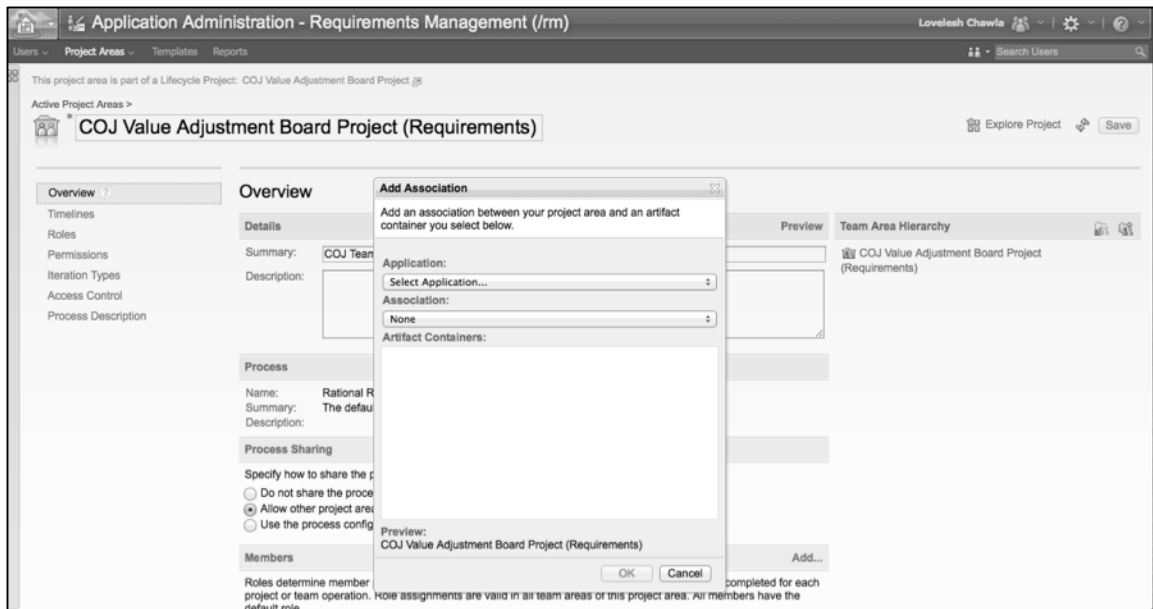 Application Administration - Requirements Management (/rm)
Lovelesh Chawla
Users
Project Areas
Templates
Reports
Search Users
This project area is part of a Lifecycle Project: COJ Value Adjustment Board Project
Active Project Areas >
* COJ Value Adjustment Board Project (Requirements)
Explore Project
Save
Overview ?
Timelines
Roles
Permissions
Iteration Types
Access Control
Process Description
Overview
Details
Preview
Summary:
COJ Team
Description:
Process
Name:
Rational R
Summary:
The defau
Description:
Process Sharing
Specify how to share the p
Do not share the proce
Allow other project area
Use the process config
Members
Add...
Roles determine member
completed for each
project or team operation. Role assignments are valid in all team areas of this project area. All members have the
default role.
Add Association
Add an association between your project area and an artifact
container you select below.
Application:
Select Application...
Association:
None
Artifact Containers:
Preview:
COJ Value Adjustment Board Project (Requirements)
OK
Cancel
Team Area Hierarchy
COJ Value Adjustment Board Project
(Requirements)